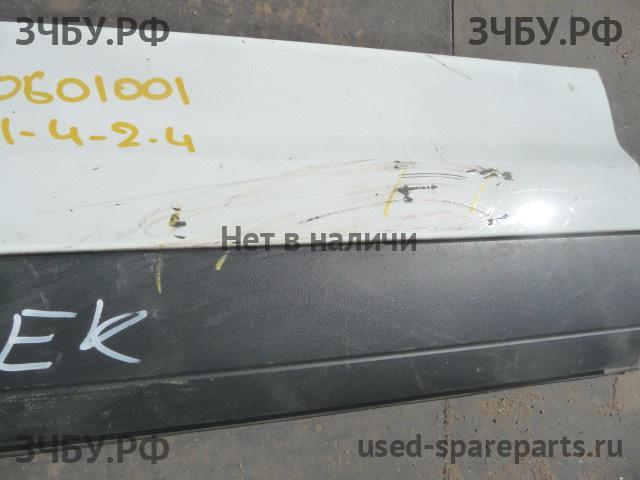 ЗЧБУ.РФ ЗЧБУ.РФ
0601001
1-4-2-4
Нет в наличи
EK
ЗЧБУ.РФ used-spareparts.ru